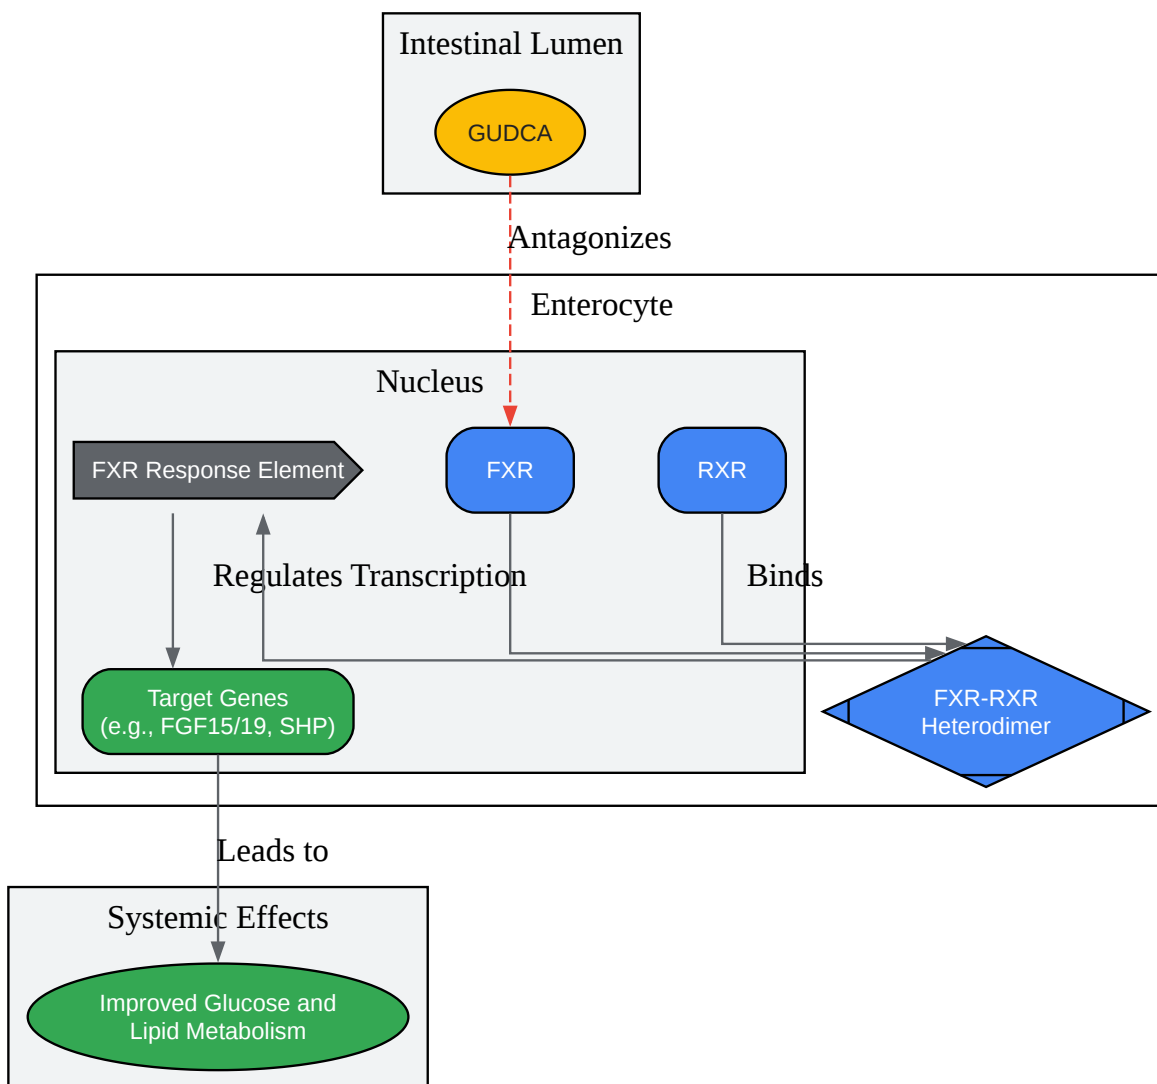 Intestinal Lumen
GUDCA
Antagonizes
Enterocyte
Nucleus
FXR Response Element
FXR
RXR
Regulates Transcription
Binds
Target Genes
(e.g., FGF15/19, SHP)
FXR-RXR
Heterodimer
Leads to
Systemic Effects
Improved Glucose and
Lipid Metabolism